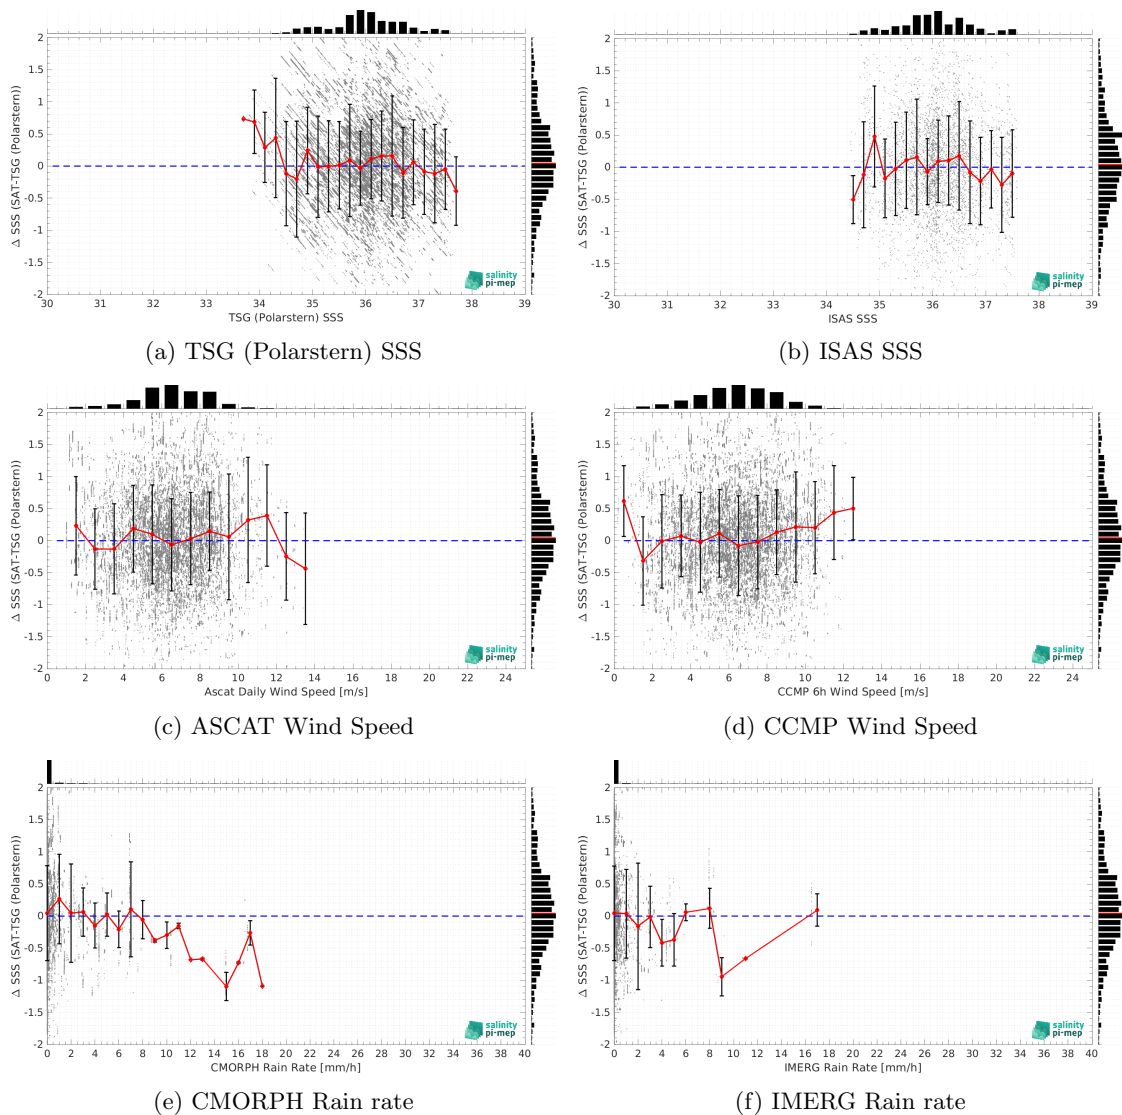 2
1.5
1
0.5
0
-0.5
-1
-1.5
-2
Δ SSS (SAT-TSG (Polarstern))
salinity
pi-mep
30 31 32 33 34 35 36 37 38 39
TSG (Polarstern) SSS
(a) TSG (Polarstern) SSS
2
1.5
1
0.5
0
-0.5
-1
-1.5
-2
Δ SSS (SAT-TSG (Polarstern))
salinity
pi-mep
30 31 32 33 34 35 36 37 38 39
ISAS SSS
(b) ISAS SSS
2
1.5
1
0.5
0
-0.5
-1
-1.5
-2
Δ SSS (SAT-TSG (Polarstern))
salinity
pi-mep
0 2 4 6 8 10 12 14 16 18 20 22 24
Ascat Daily Wind Speed [m/s]
(c) ASCAT Wind Speed
2
1.5
1
0.5
0
-0.5
-1
-1.5
-2
Δ SSS (SAT-TSG (Polarstern))
salinity
pi-mep
0 2 4 6 8 10 12 14 16 18 20 22 24
CCMP 6h Wind Speed [m/s]
(d) CCMP Wind Speed
2
1.5
1
0.5
0
-0.5
-1
-1.5
-2
Δ SSS (SAT-TSG (Polarstern))
salinity
pi-mep
0 2 4 6 8 10 12 14 16 18 20 22 24 26 28 30 32 34 36 38 40
CMORPH Rain Rate [mm/h]
(e) CMORPH Rain rate
2
1.5
1
0.5
0
-0.5
-1
-1.5
-2
Δ SSS (SAT-TSG (Polarstern))
salinity
pi-mep
0 2 4 6 8 10 12 14 16 18 20 22 24 26 28 30 32 34 36 38 40
IMERG Rain Rate [mm/h]
(f) IMERG Rain rate